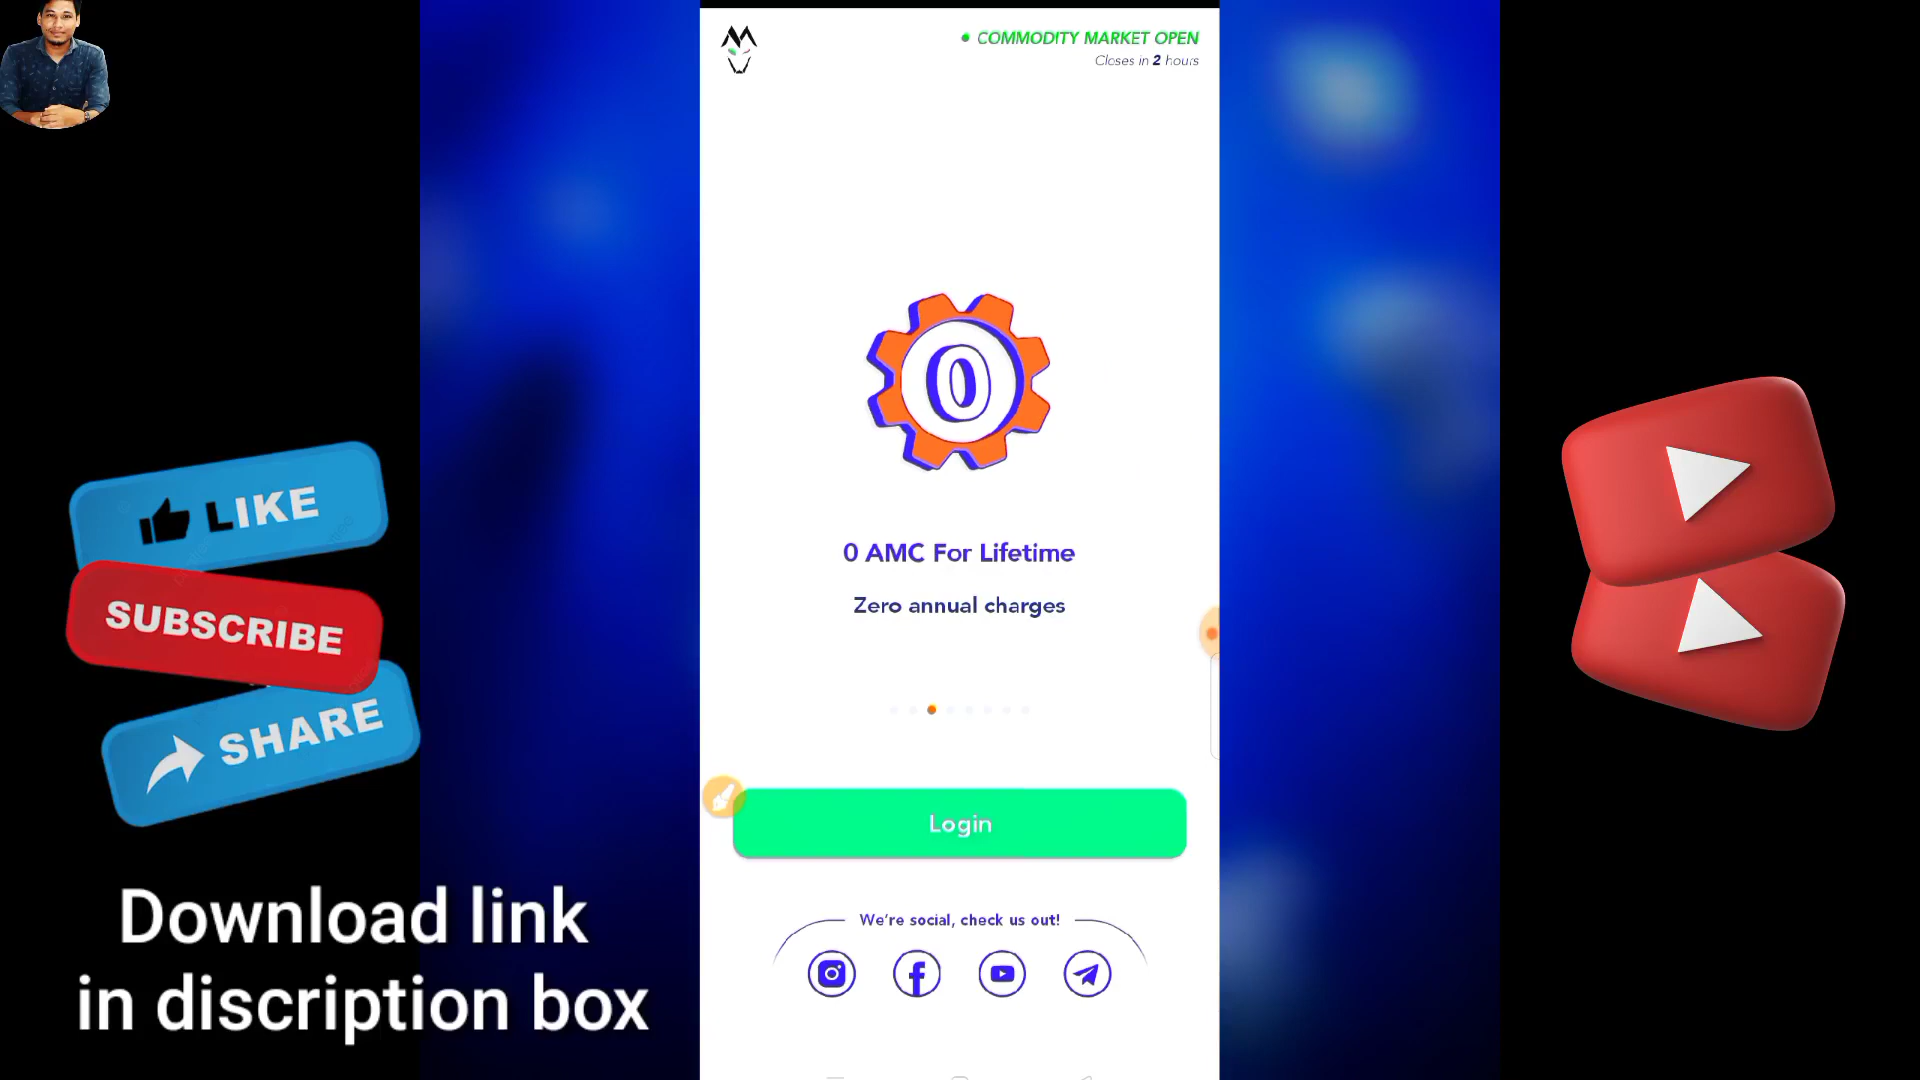 COMMODITY MARKET OPEN
Closes in 2 hours
0
0 AMC For Lifetime
Zero annual charges
LIKE
SUBSCRIBE
SHARE
Login
We're social, check us out!
Download link
in discription box